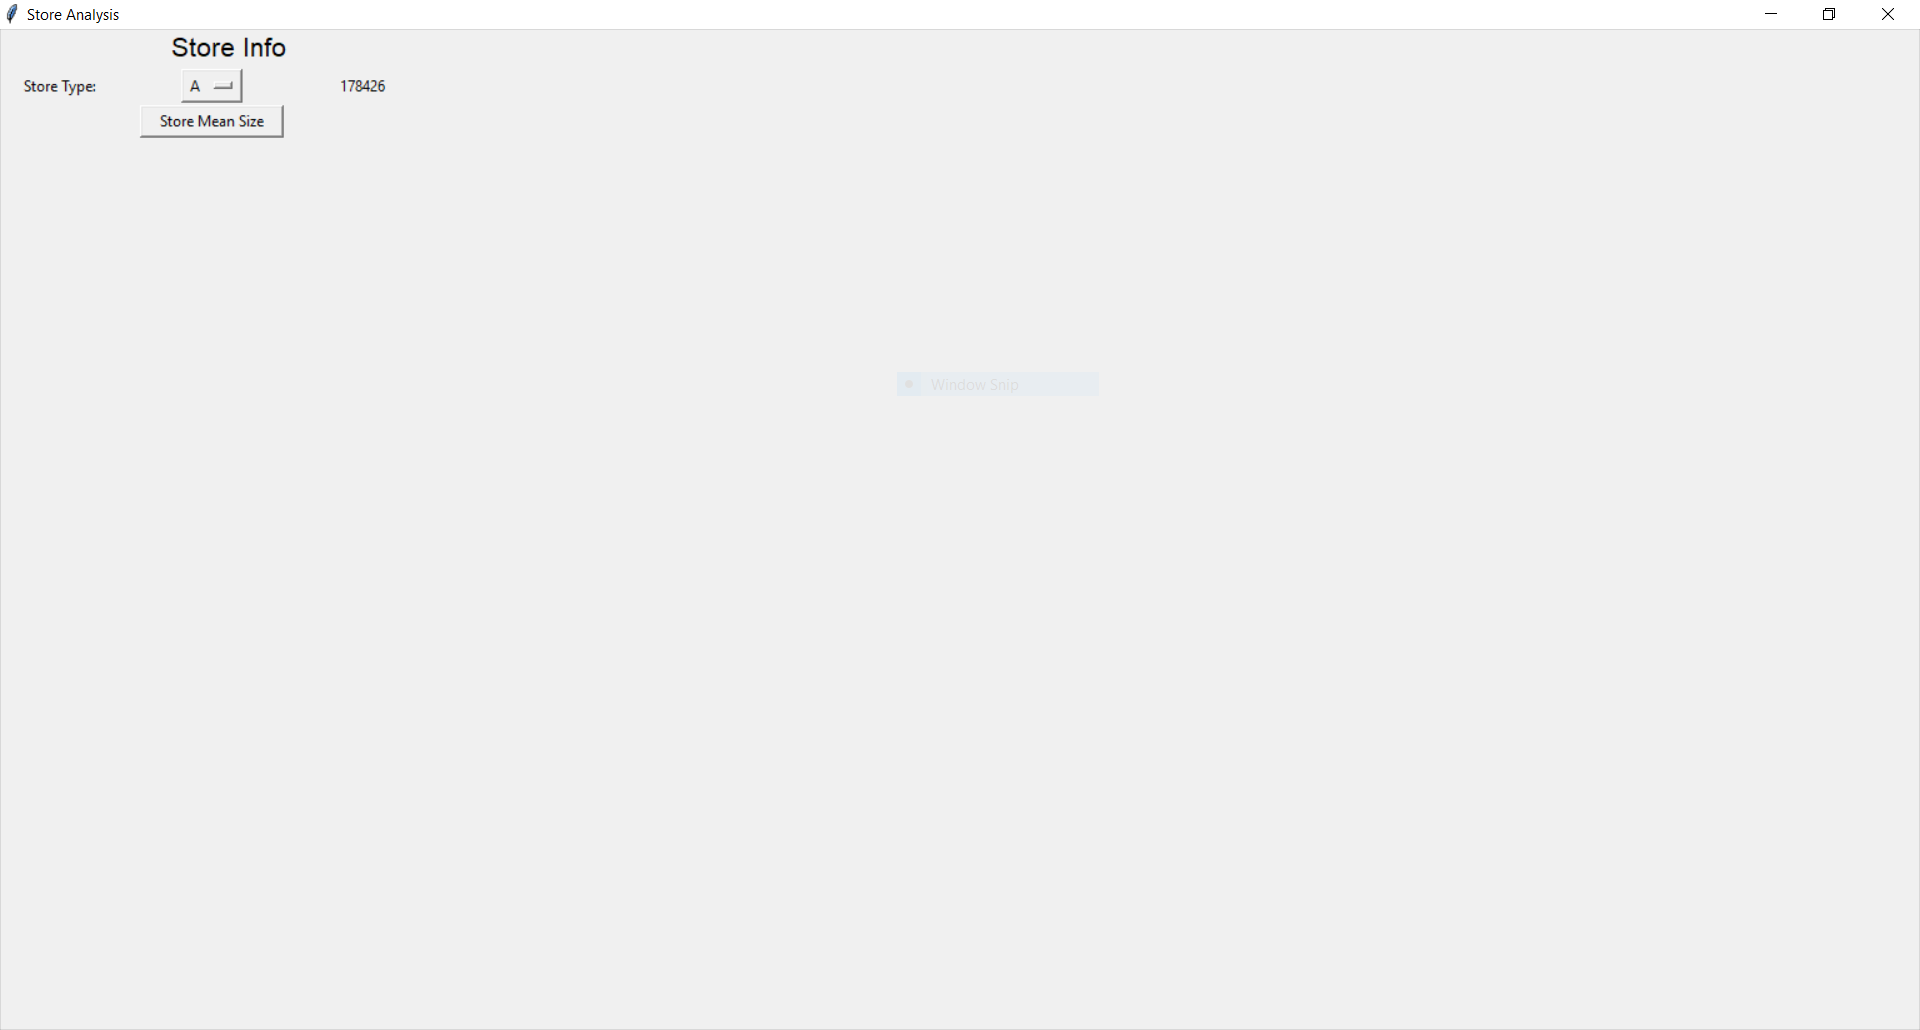 Store Analysis
Store Info
Store Type: A 178426
Store Mean Size
Window Snip